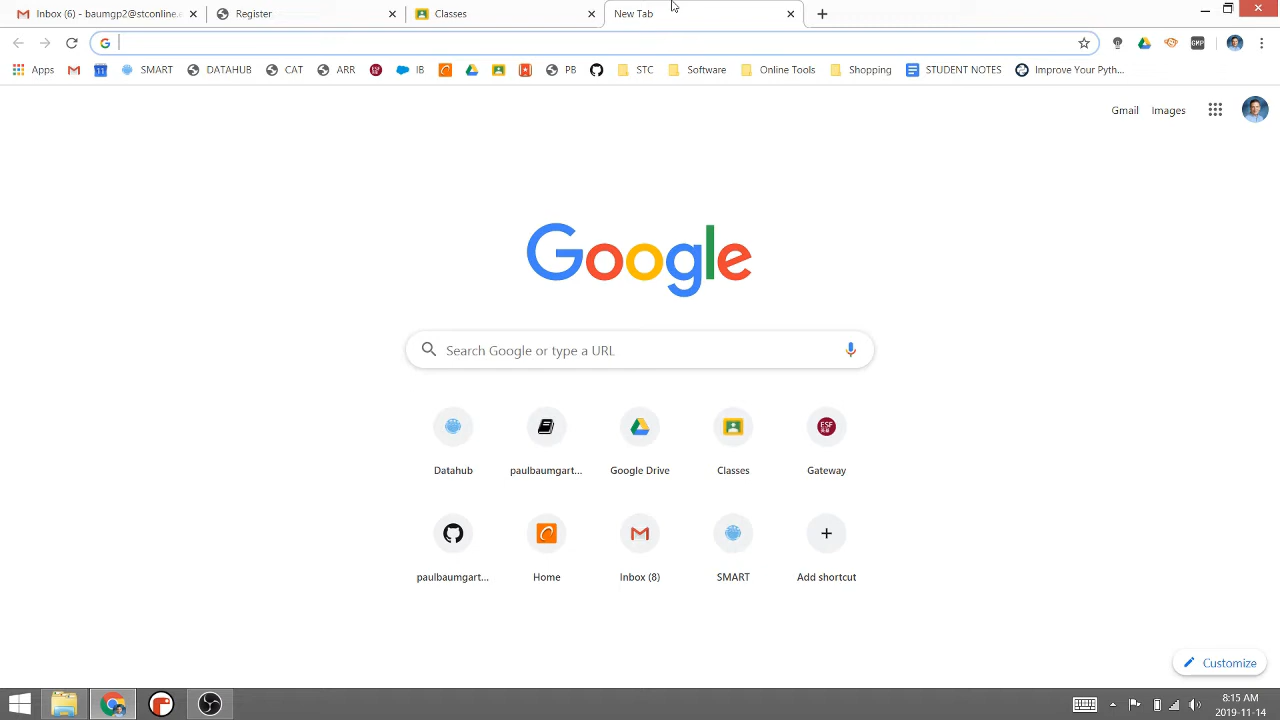 Inbox (6) - baumgp2@stconline.e
Register
Classes
New Tab
Apps
SMART
DATAHUB
CAT
ARR
IB
PB
STC
Software
Online Tools
Shopping
STUDENT NOTES
Improve Your Pyth...
GMP
Gmail
Images
Google
Search Google or type a URL
Datahub
paulbaumgart...
Google Drive
Classes
ESF
Gateway
paulbaumgart...
Home
Inbox (8)
SMART
Add shortcut
Customize
8:15 AM
2019-11-14